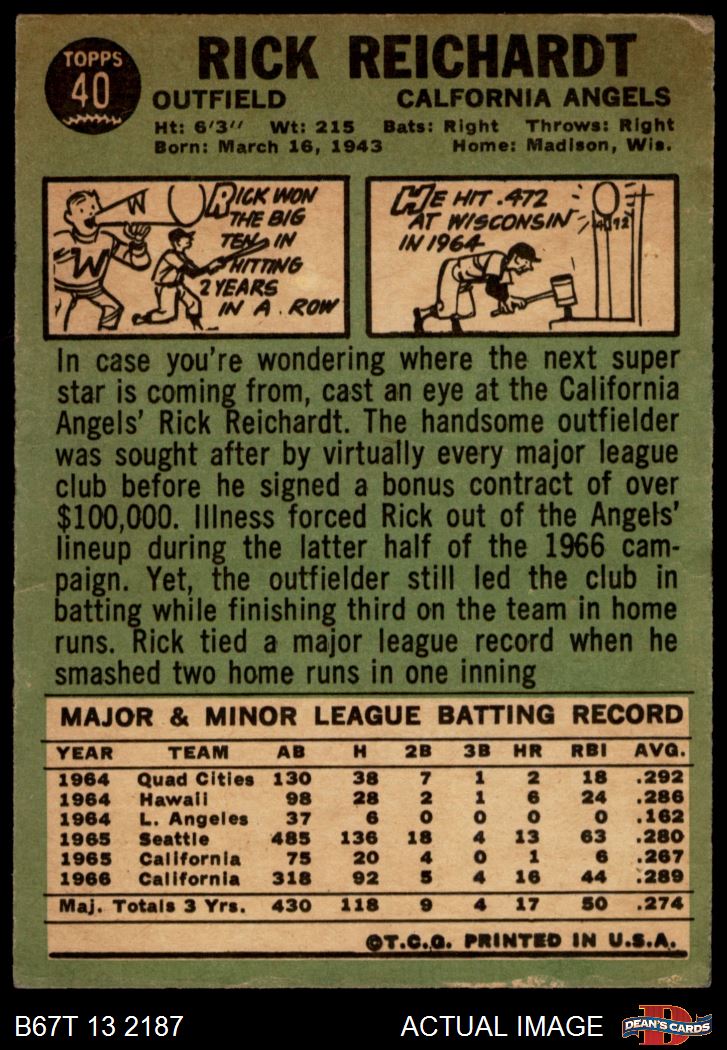 TOPPS
40
RICK REICHARDT
OUTFIELD CALFORNIA ANGELS
Ht: 6'3" Wt: 215 Bats: Right Throws: Right
Born: March 16, 1943 Home: Madison, Wis.
W
W
RICK WON
THE BIG
TEN IN
HITTING
2 YEARS
IN A ROW
HE HIT .472
AT WISCONSIN
IN 1964
.472
In case you're wondering where the next super
star is coming from, cast an eye at the California
Angels' Rick Reichardt. The handsome outfielder
was sought after by virtually every major league
club before he signed a bonus contract of over
$100,000. Illness forced Rick out of the Angels'
lineup during the latter half of the 1966 cam-
paign. Yet, the outfielder still led the club in
batting while finishing third on the team in home
runs. Rick tied a major league record when he
smashed two home runs in one inning
MAJOR & MINOR LEAGUE BATTING RECORD
YEAR TEAM AB H 2B 3B HR RBI AVG.
1964 Quad Cities 130 38 7 1 2 18 .292
1964 Hawaii 98 28 2 1 6 24 .286
1964 L. Angeles 37 6 0 0 0 0 .162
1965 Seattle 485 136 18 4 13 63 .280
1965 California 75 20 4 0 1 6 .267
1966 California 318 92 5 4 16 44 .289
Maj. Totals 3 Yrs. 430 118 9 4 17 50 .274
©T.C.G. PRINTED IN U.S.A.
B67T 13 2187 ACTUAL IMAGE
D
DEAN'S CARDS